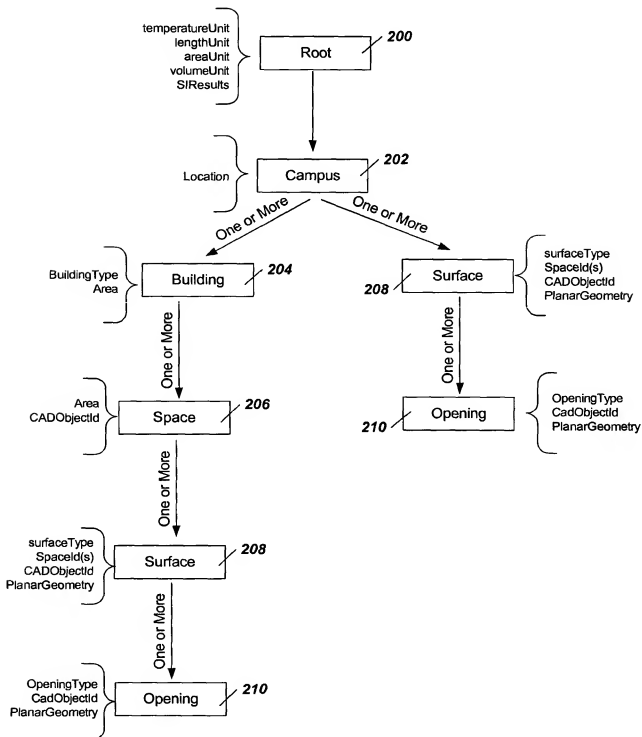 temperatureUnit
lengthUnit
areaUnit
volumeUnit
SIResults
Root
200
Location
Campus
202
One or More
One or More
BuildingType
Area
Building
204
Surface
208
surfaceType
SpaceId(s)
CADObjectId
PlanarGeometry
One or More
One or More
Area
CADObjectId
Space
206
Opening
210
OpeningType
CadObjectId
PlanarGeometry
One or More
surfaceType
SpaceId(s)
CADObjectId
PlanarGeometry
Surface
208
One or More
OpeningType
CadObjectId
PlanarGeometry
Opening
210